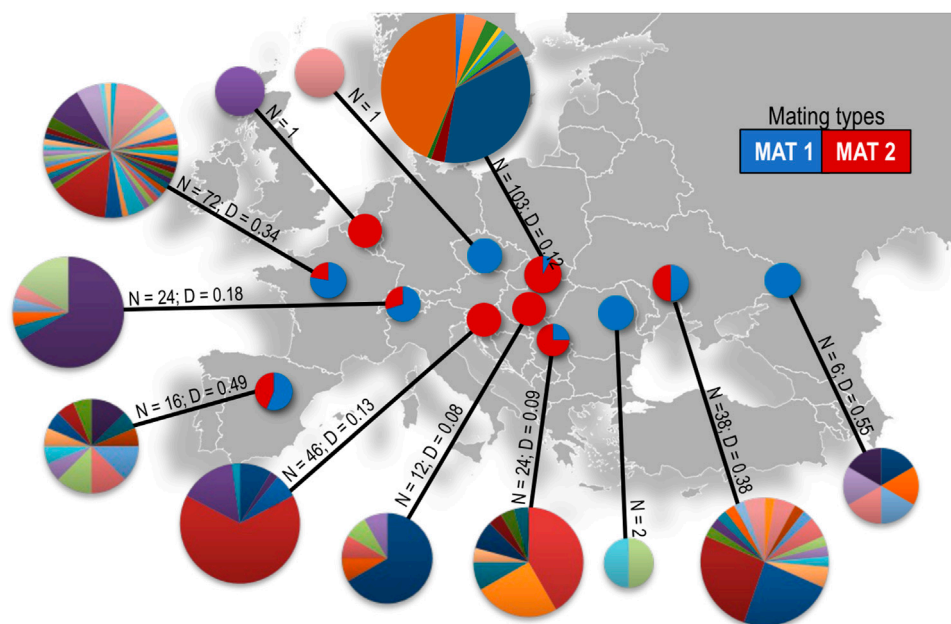 N = 1
N = 1
Mating types
MAT 1 MAT 2
N = 103; D = 0.12
N = 72; D = 0.34
N = 24; D = 0.18
N = 16; D = 0.49
N = 46; D = 0.13
N = 12; D = 0.08
N = 24; D = 0.09
N = 2
N =38; D = 0.38
N = 6; D = 0.55